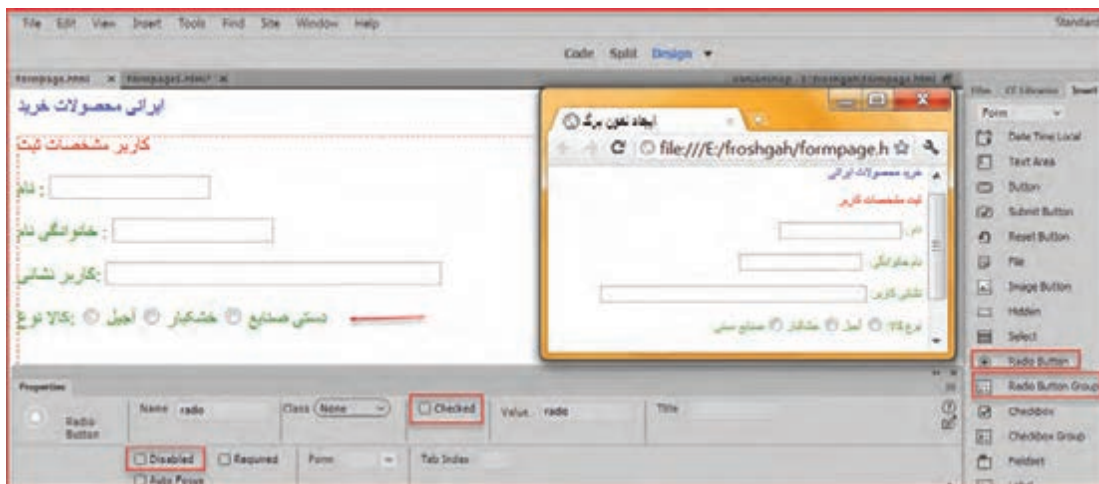 File Edit View Insert Tools Find Site Window Help
Standard
Code Split Design
formpage.html × formpage1.html* ×
ایرانی محصولات خرید
کاربر مشخصات ثبت
: نام
: خانوادگی نام
:کاربر نشانی
دستی صنایع خشکبار آجیل :کالا نوع
ایجاد نمون برگ
file:///E:/froshgah/formpage.h
خرید محصولات ایرانی
ثبت مشخصات کاربر
نام:
نام خانوادگی:
نشانی کاربر:
نوع کالا: آجیل خشکبار صنایع دستی
Files CC Libraries Insert
Form
Date Time Local
Text Area
Button
Submit Button
Reset Button
File
Image Button
Hidden
Select
Radio Button
Radio Button Group
Checkbox
Checkbox Group
Fieldset
Label
Properties
Radio Button
Name radio
Class None
Checked
Value radio
Title
Disabled
Required
Form
Tab Index
Auto Focus